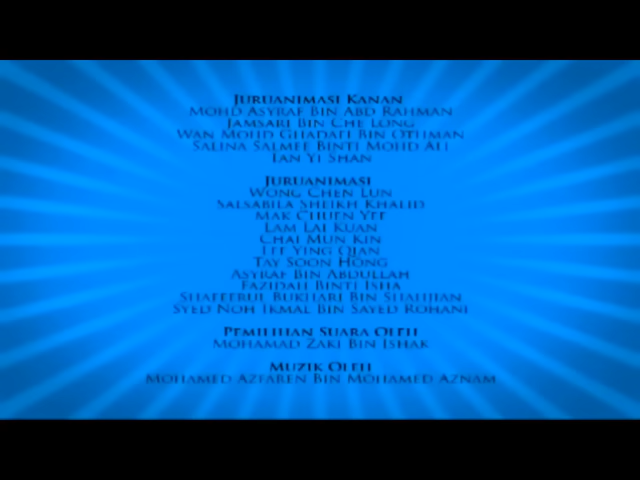 Juruanimasi Kanan
Mohd Asyraf Bin Abd Rahman
Jamsari Bin Che Long
Wan Mohd Ghadafi Bin Othman
Salina Salmee Binti Mohd Ali
Tan Yi Shan
Juruanimasi
Wong Chen Lun
Salsabila Sheikh Khalid
Mak Chuen Yee
Lam Lai Kuan
Chai Mun Kin
Lee Ying Qian
Tay Soon Hong
Asyraf Bin Abdullah
Fazidah Binti Isha
Shafeerul Bukhari Bin Shahjian
Syed Noh Ikmal Bin Sayed Rohani
Pemilihan Suara Oleh
Mohamad Zaki Bin Ishak
Muzik Oleh
Mohamed Azfaren Bin Mohamed Aznam